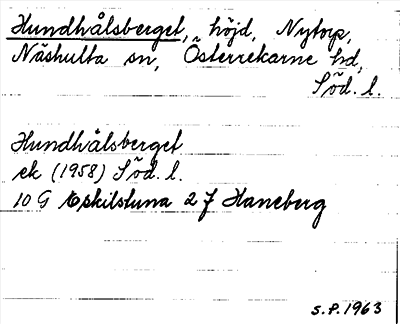 Hundhålsberget, höjd, Nytorp,
Näshulta sn, Österrekarne hd,
Söd. l.
Hundhålsberget
ek (1958) Söd. l.
10 G Eskilstuna 2 f Haneberg
S.P. 1963